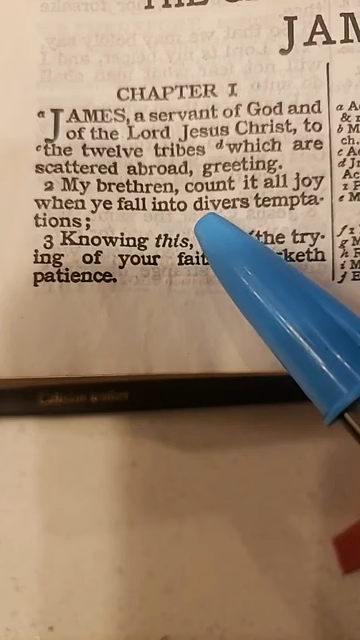 JAM
CHAPTER I
a JAMES, a servant of God and
of the Lord Jesus Christ, to
c the twelve tribes d which are
scattered abroad, greeting.
2 My brethren, count it all joy
when ye fall into divers tempta-
tions;
3 Knowing this, the try-
ing of your fait keth
patience.